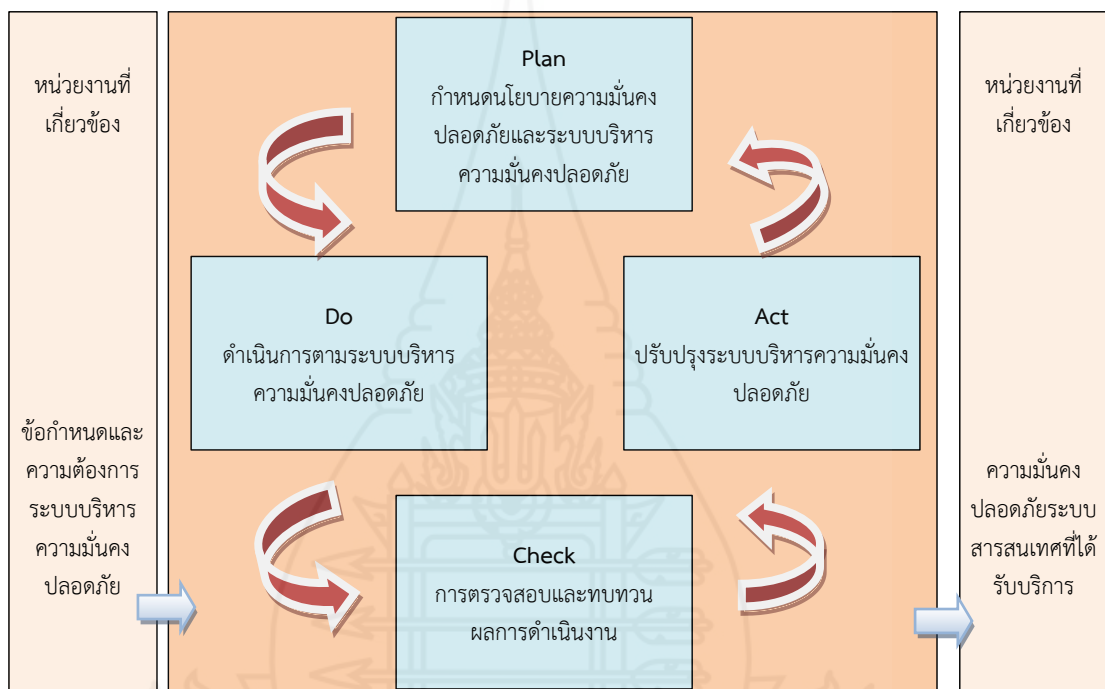 หน่วยงานที่
เกี่ยวข้อง
ข้อกำหนดและ
ความต้องการ
ระบบบริหาร
ความมั่นคง
ปลอดภัย
Plan
กำหนดนโยบายความมั่นคง
ปลอดภัยและระบบบริหาร
ความมั่นคงปลอดภัย
Do
ดำเนินการตามระบบบริหาร
ความมั่นคงปลอดภัย
Act
ปรับปรุงระบบบริหารความมั่นคง
ปลอดภัย
Check
การตรวจสอบและทบทวน
ผลการดำเนินงาน
หน่วยงานที่
เกี่ยวข้อง
ความมั่นคง
ปลอดภัยระบบ
สารสนเทศที่ได้
รับบริการ